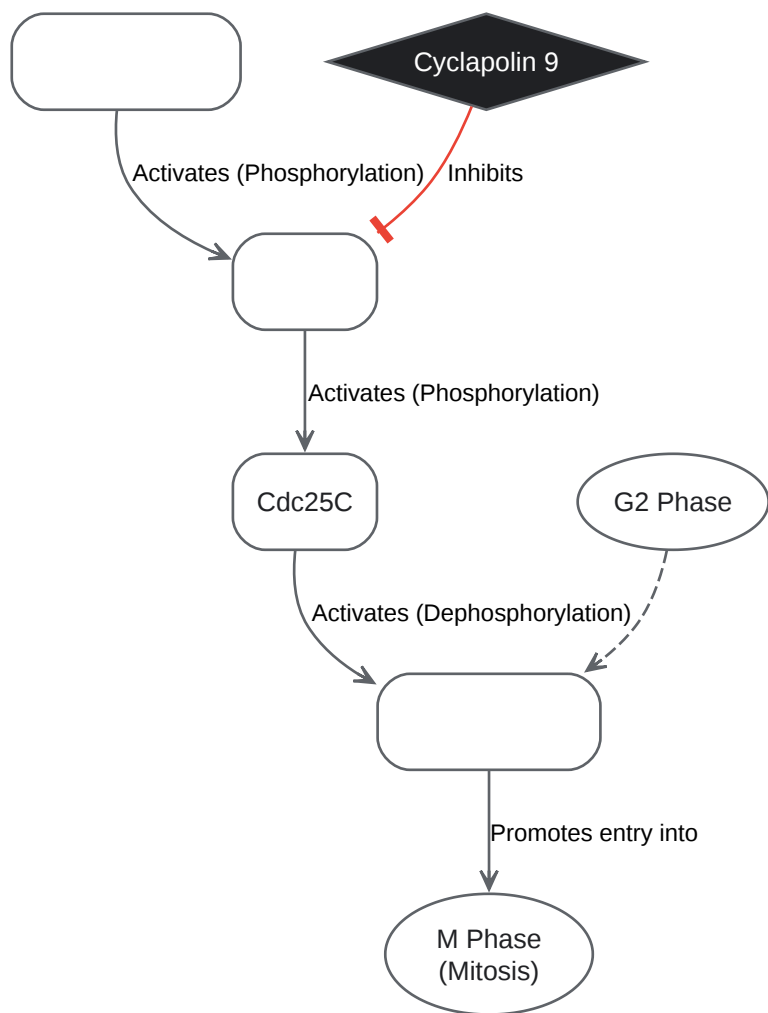 Cyclapolin 9
Activates (Phosphorylation)
Inhibits
Activates (Phosphorylation)
Cdc25C
G2 Phase
Activates (Dephosphorylation)
Promotes entry into
M Phase
(Mitosis)